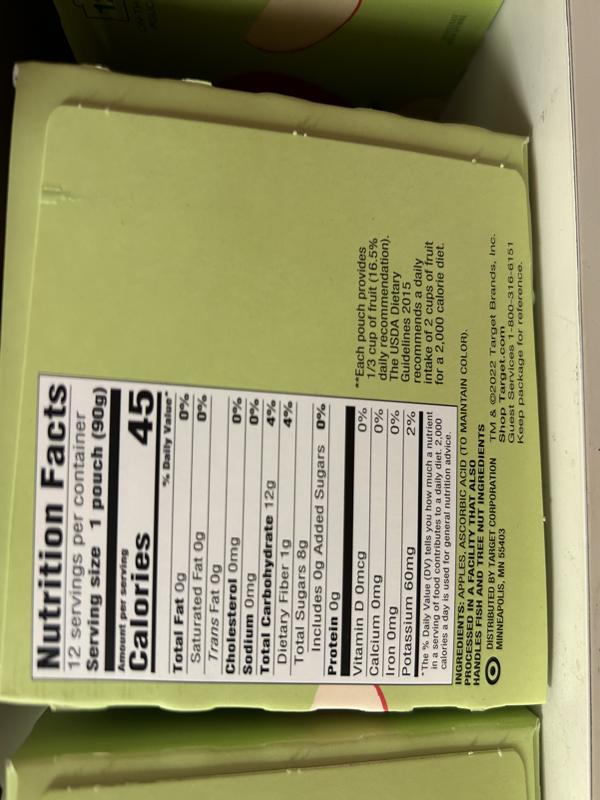 Nutrition Facts
12 servings per container
Serving size 1 pouch (90g)
Amount per serving
Calories 45
% Daily Value*
Total Fat 0g 0%
Saturated Fat 0g 0%
Trans Fat 0g
Cholesterol 0mg 0%
Sodium 0mg 0%
Total Carbohydrate 12g 4%
Dietary Fiber 1g 4%
Total Sugars 8g
Includes 0g Added Sugars 0%
Protein 0g
Vitamin D 0mcg 0%
Calcium 0mg 0%
Iron 0mg 0%
Potassium 60mg 2%
*The % Daily Value (DV) tells you how much a nutrient
in a serving of food contributes to a daily diet. 2,000
calories a day is used for general nutrition advice.
**Each pouch provides
1/3 cup of fruit (16.5%
daily recommendation).
The USDA Dietary
Guidelines 2015
recommends a daily
intake of 2 cups of fruit
for a 2,000 calorie diet.
INGREDIENTS: APPLES, ASCORBIC ACID (TO MAINTAIN COLOR).
PROCESSED IN A FACILITY THAT ALSO
HANDLES FISH AND TREE NUT INGREDIENTS
DISTRIBUTED BY TARGET CORPORATION
MINNEAPOLIS, MN 55403
TM & ©2022 Target Brands, Inc.
Shop Target.com
Guest Services 1-800-316-6151
Keep package for reference.